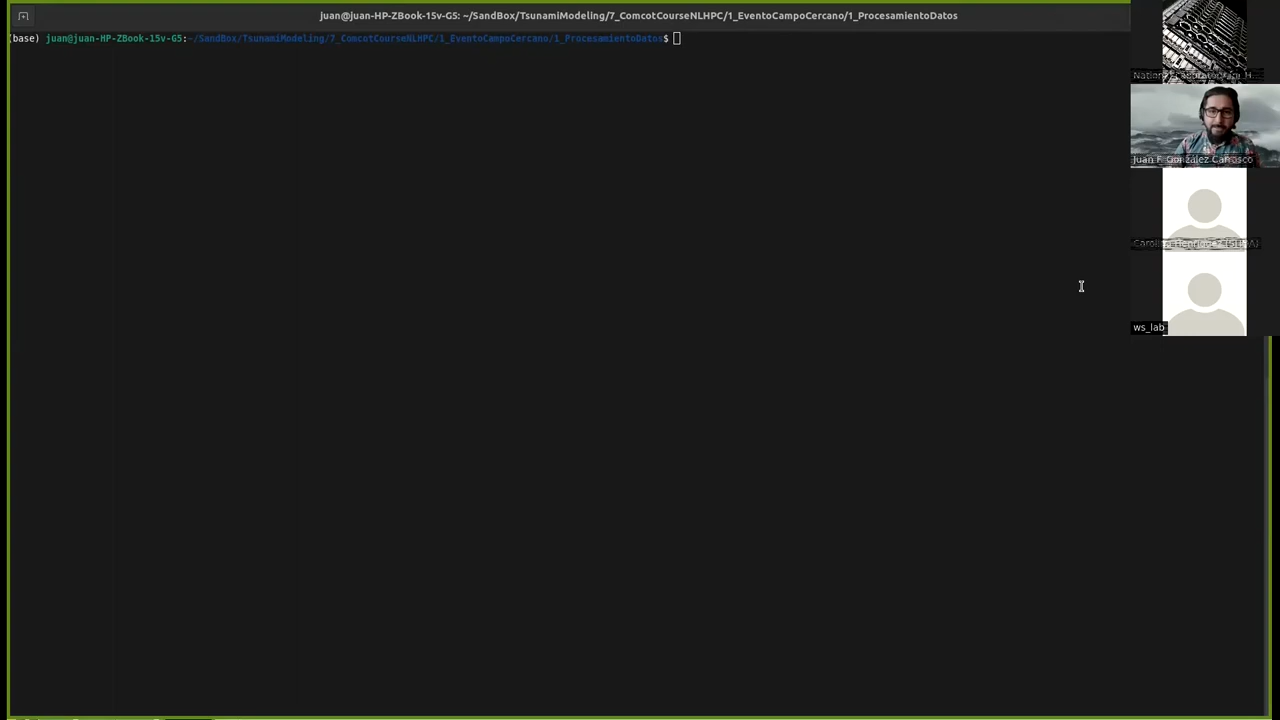 juan@juan-HP-ZBook-15v-G5: ~/SandBox/TsunamiModeling/7_ComcotCourseNLHPC/1_EventoCampoCercano/1_ProcesamientoDatos
(base) juan@juan-HP-ZBook-15v-G5:~/SandBox/TsunamiModeling/7_ComcotCourseNLHPC/1_EventoCampoCercano/1_ProcesamientoDatos$
Juan F. González Carrasco
ws_lab